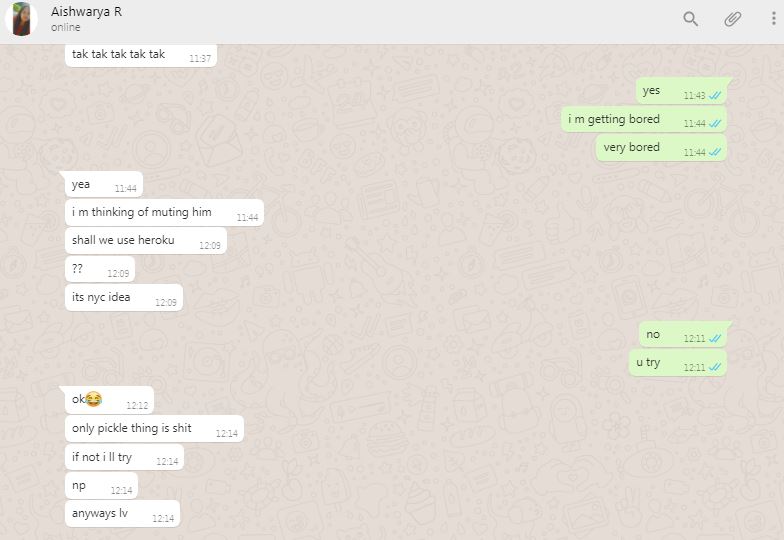 Aishwarya R
online
tak tak tak tak tak 11:37
yes 11:43
i m getting bored 11:44
very bored 11:44
yea 11:44
i m thinking of muting him 11:44
shall we use heroku 12:09
?? 12:09
its nyc idea 12:09
no 12:11
u try 12:11
ok😂 12:12
only pickle thing is shit 12:14
if not i ll try 12:14
np 12:14
anyways lv 12:14